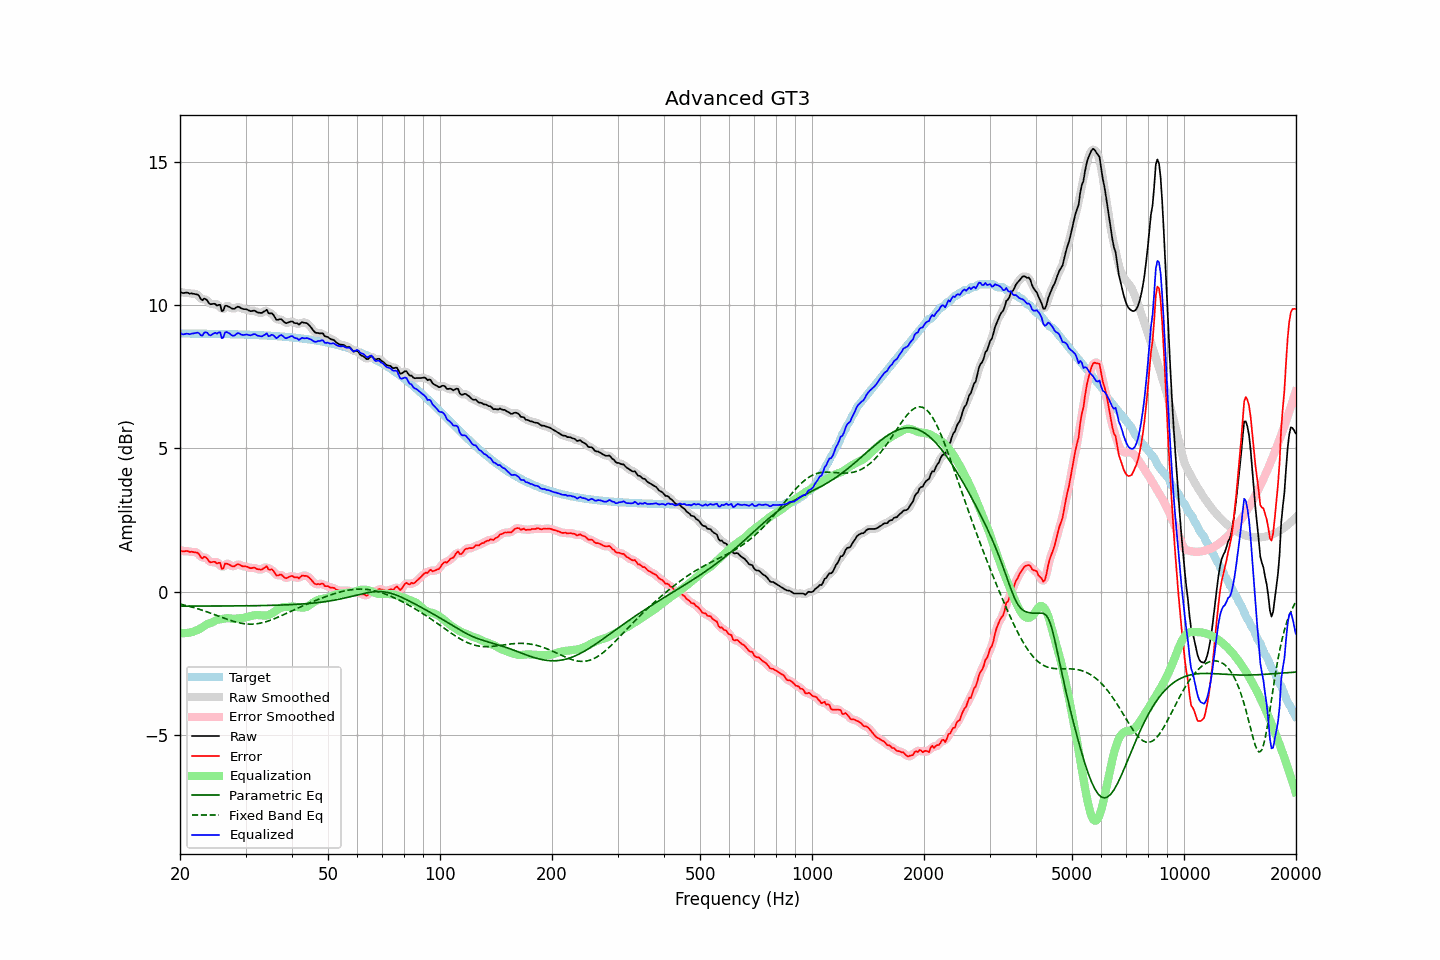 Advanced GT3
Amplitude (dBr)
15
10
5
0
−5
Target
Raw Smoothed
Error Smoothed
Raw
Error
Equalization
Parametric Eq
Fixed Band Eq
Equalized
20 50 100 200 500 1000 2000 5000 10000 20000
Frequency (Hz)